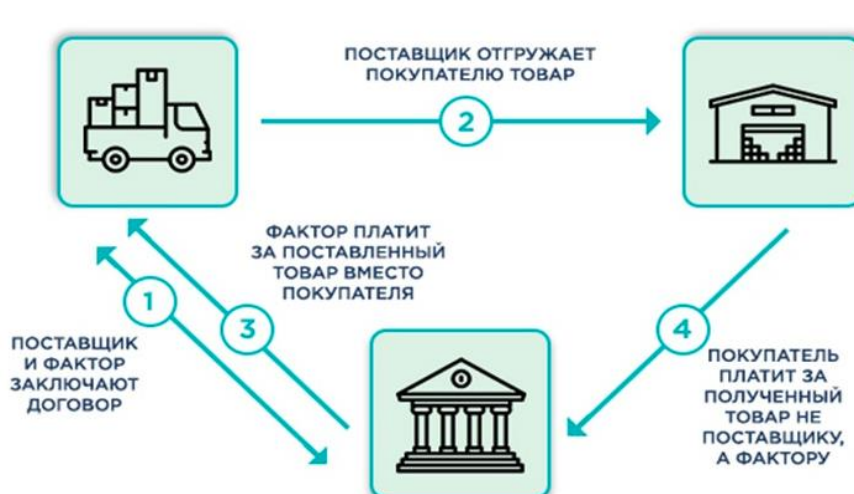 ПОСТАВЩИК ОТГРУЖАЕТ
ПОКУПАТЕЛЮ ТОВАР
2
ФАКТОР ПЛАТИТ
ЗА ПОСТАВЛЕННЫЙ
ТОВАР ВМЕСТО
ПОКУПАТЕЛЯ
1
3
4
ПОСТАВЩИК
И ФАКТОР
ЗАКЛЮЧАЮТ
ДОГОВОР
ПОКУПАТЕЛЬ
ПЛАТИТ ЗА
ПОЛУЧЕННЫЙ
ТОВАР НЕ
ПОСТАВЩИКУ,
А ФАКТОРУ